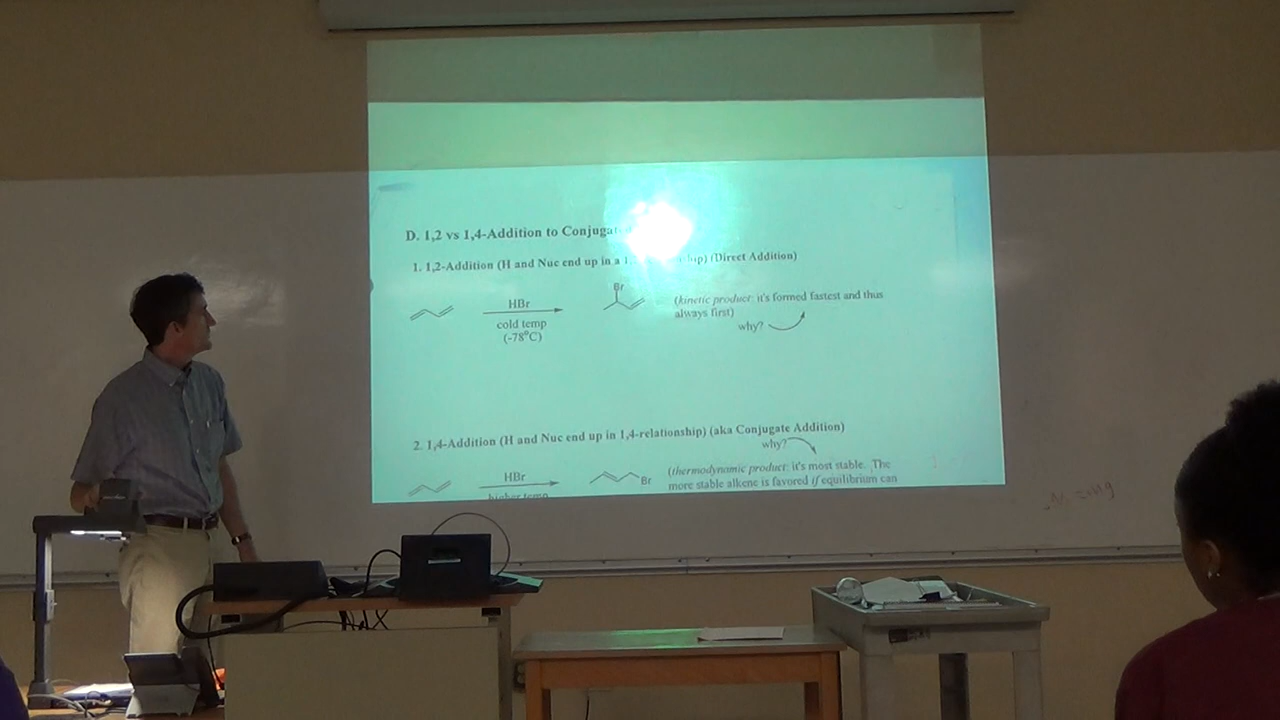 D. 1,2 vs 1,4-Addition to
1. 1,2-Addition (H and Nuc end up in a (Direct Addition)
Br
HBr
cold temp
(-78°C)
(kinetic product: it's formed fastest and thus
always first)
why?
2. 1,4-Addition (H and Nuc end up in 1,4-relationship) (aka Conjugate Addition)
why?
HBr
higher temp
Br
(thermodynamic product: it's most stable. The
more stable alkene is favored if equilibrium can